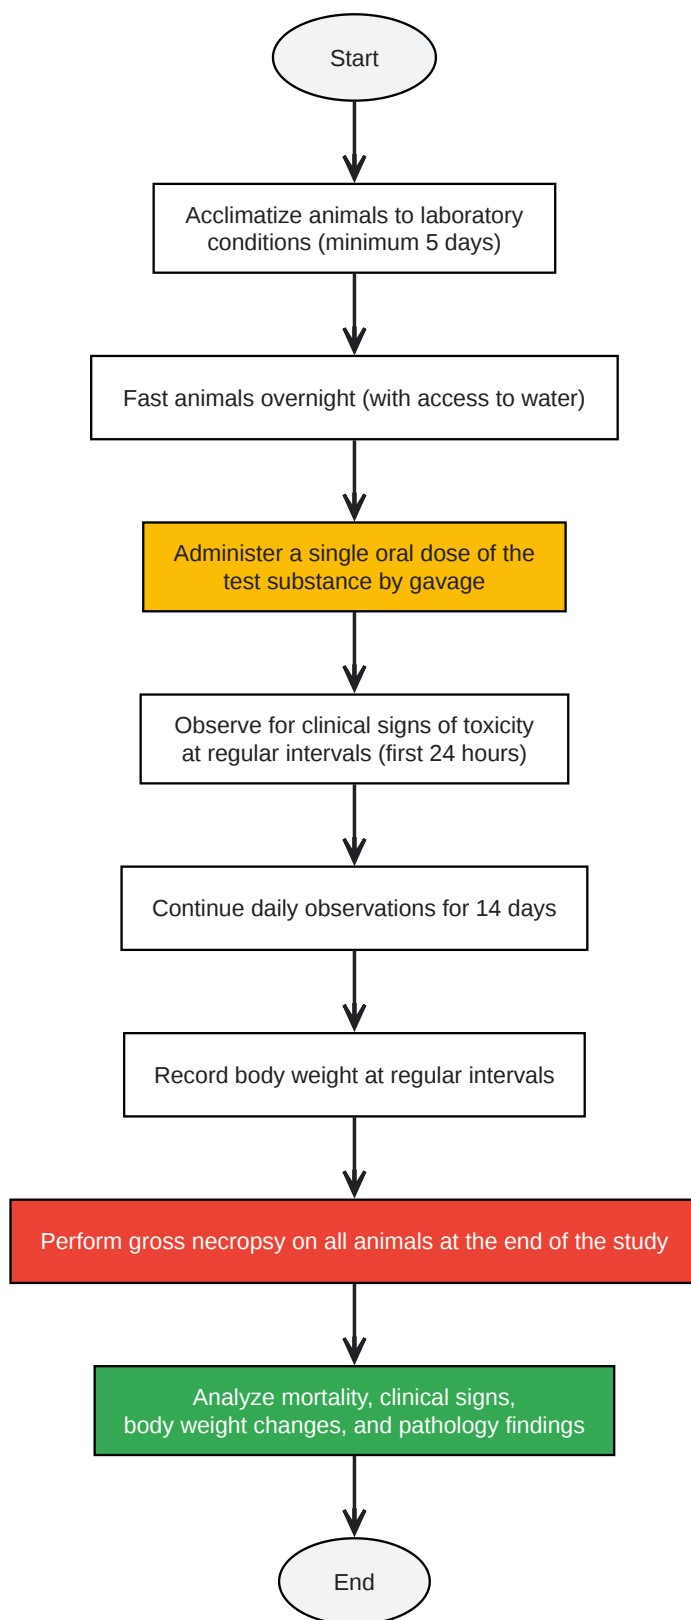 Start
Acclimatize animals to laboratory
conditions (minimum 5 days)
Fast animals overnight (with access to water)
Administer a single oral dose of the
test substance by gavage
Observe for clinical signs of toxicity
at regular intervals (first 24 hours)
Continue daily observations for 14 days
Record body weight at regular intervals
Perform gross necropsy on all animals at the end of the study
Analyze mortality, clinical signs,
body weight changes, and pathology findings
End